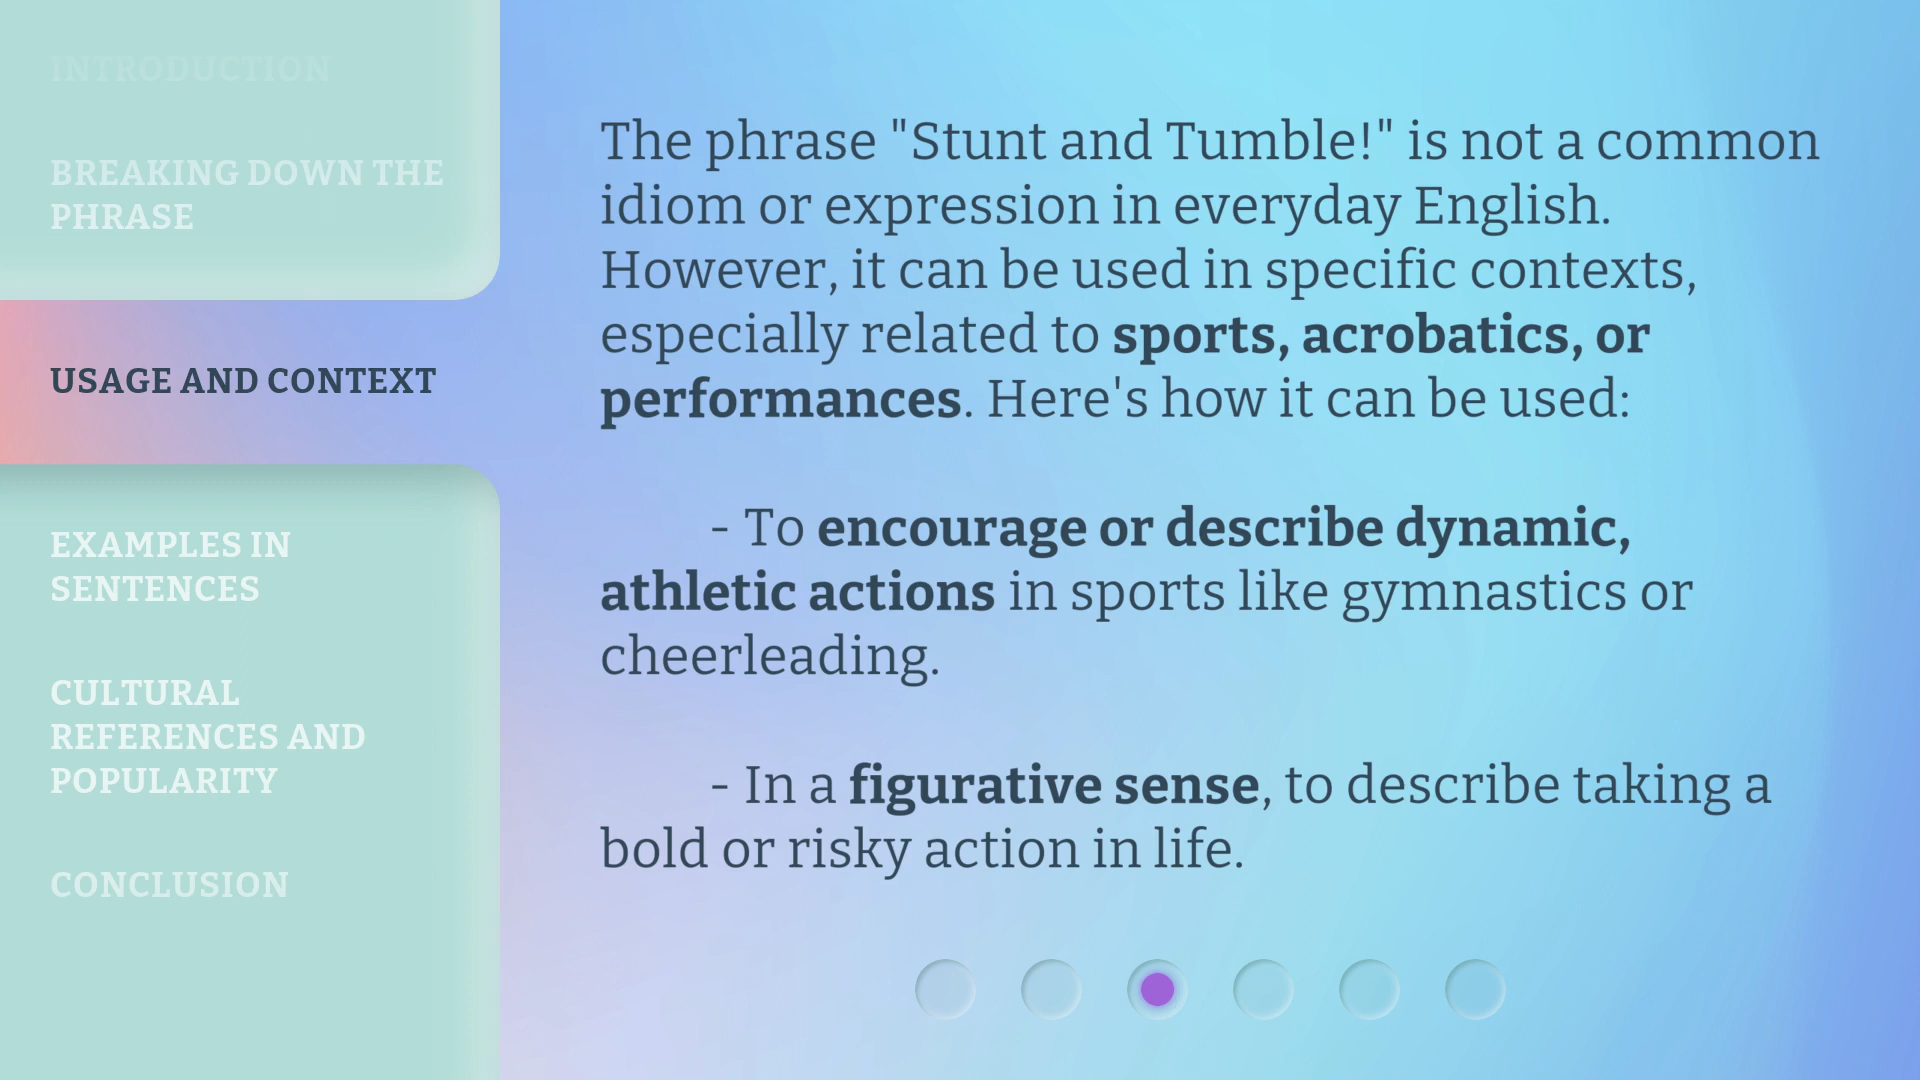 INTRODUCTION
BREAKING DOWN THE
PHRASE
USAGE AND CONTEXT
EXAMPLES IN
SENTENCES
CULTURAL
REFERENCES AND
POPULARITY
CONCLUSION
The phrase "Stunt and Tumble!" is not a common
idiom or expression in everyday English.
However, it can be used in specific contexts,
especially related to sports, acrobatics, or
performances. Here's how it can be used:
- To encourage or describe dynamic,
athletic actions in sports like gymnastics or
cheerleading.
- In a figurative sense, to describe taking a
bold or risky action in life.